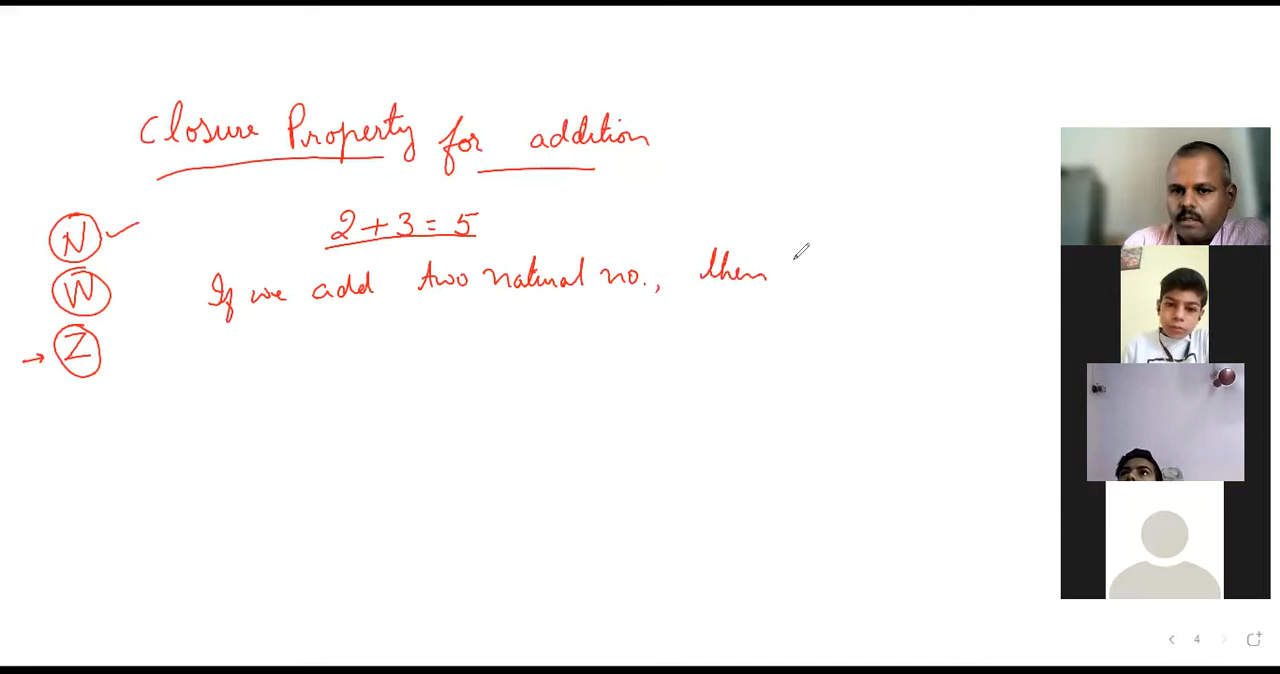 Closure Property for addition
N
2+3=5
W
If we add two natural no., then
Z
4